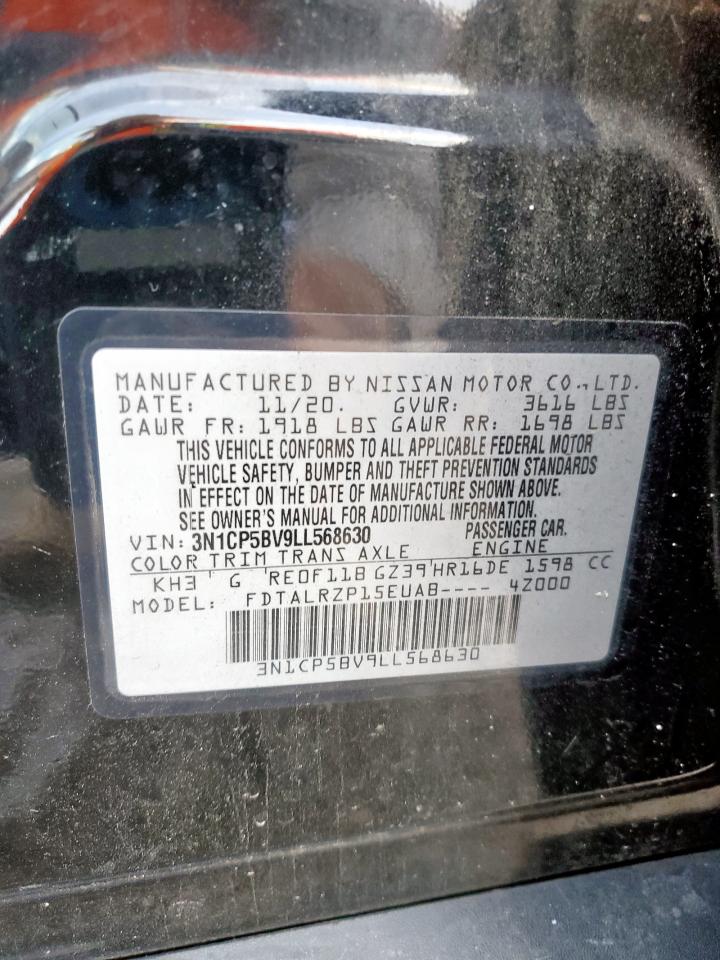 MANUFACTURED BY NISSAN MOTOR CO., LTD.
DATE: 11/20. GVWR: 3616 LBS
GAWR FR: 1918 LBS GAWR RR: 1698 LBS
THIS VEHICLE CONFORMS TO ALL APPLICABLE FEDERAL MOTOR
VEHICLE SAFETY, BUMPER AND THEFT PREVENTION STANDARDS
IN EFFECT ON THE DATE OF MANUFACTURE SHOWN ABOVE.
SEE OWNER'S MANUAL FOR ADDITIONAL INFORMATION.
VIN: 3N1CP5BV9LL568630 PASSENGER CAR.
COLOR TRIM TRANS AXLE ENGINE
KH3 G RE0F11B GZ39 HR16DE 1598 CC
MODEL: FDTALRZP15EUAB---- 4Z000
3N1CP5BV9LL568630